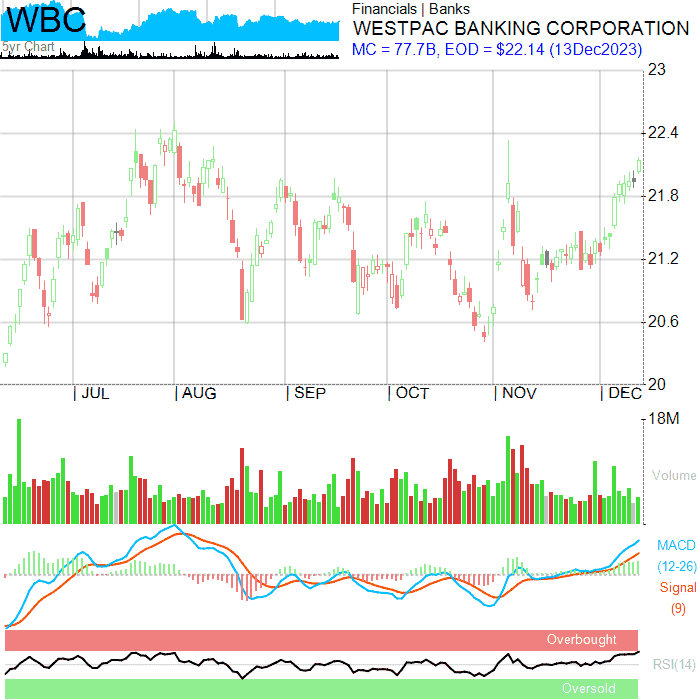 WBC
5yr Chart
Financials | Banks
WESTPAC BANKING CORPORATION
MC = 77.7B, EOD = $22.14 (13Dec2023)
23
22.4
21.8
21.2
20.6
20
JUL
AUG
SEP
OCT
NOV
DEC
18M
Volume
MACD
(12-26)
Signal
(9)
Overbought
RSI(14)
Oversold